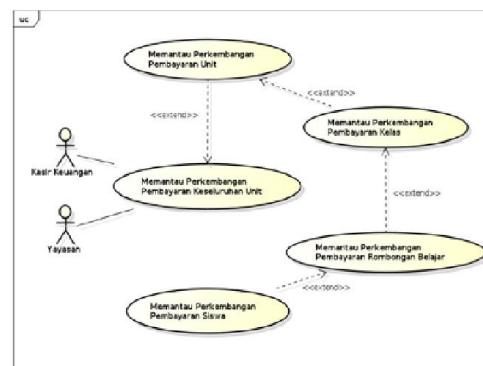 uc
Memantau Perkembangan
Pembayaran Unit
<<extend>>
<<extend>>
Memantau Perkembangan
Pembayaran Kelas
Kasir Keuangan
Memantau Perkembangan
Pembayaran Keseluruhan Unit
<<extend>>
Yayasan
Memantau Perkembangan
Pembayaran Rombongan Belajar
<<extend>>
Memantau Perkembangan
Pembayaran Siswa